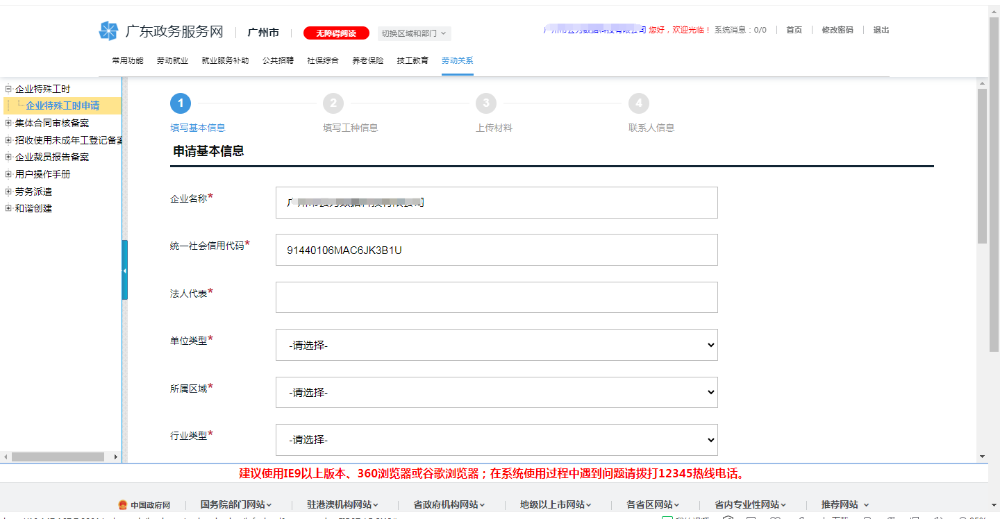 广东政务服务网 广州市 无障碍阅读 切换区域和部门 您好，欢迎光临！ 系统消息：0/0 首页 修改密码 退出
常用功能 劳动就业 就业服务补助 公共招聘 社保综合 养老保险 技工教育 劳动关系
企业特殊工时
企业特殊工时申请
集体合同审核备案
招收使用未成年工登记备案
企业裁员报告备案
用户操作手册
劳务派遣
和谐创建
1 2 3 4
填写基本信息 填写工种信息 上传材料 联系人信息
申请基本信息
企业名称*
统一社会信用代码* 91440106MAC6JK3B1U
法人代表*
单位类型* -请选择-
所属区域* -请选择-
行业类型* -请选择-
建议使用IE9以上版本、360浏览器或谷歌浏览器；在系统使用过程中遇到问题请拨打12345热线电话。
中国政府网 国务院部门网站 驻港澳机构网站 省政府机构网站 地级以上市网站 各省区网站 省内专业性网站 推荐网站